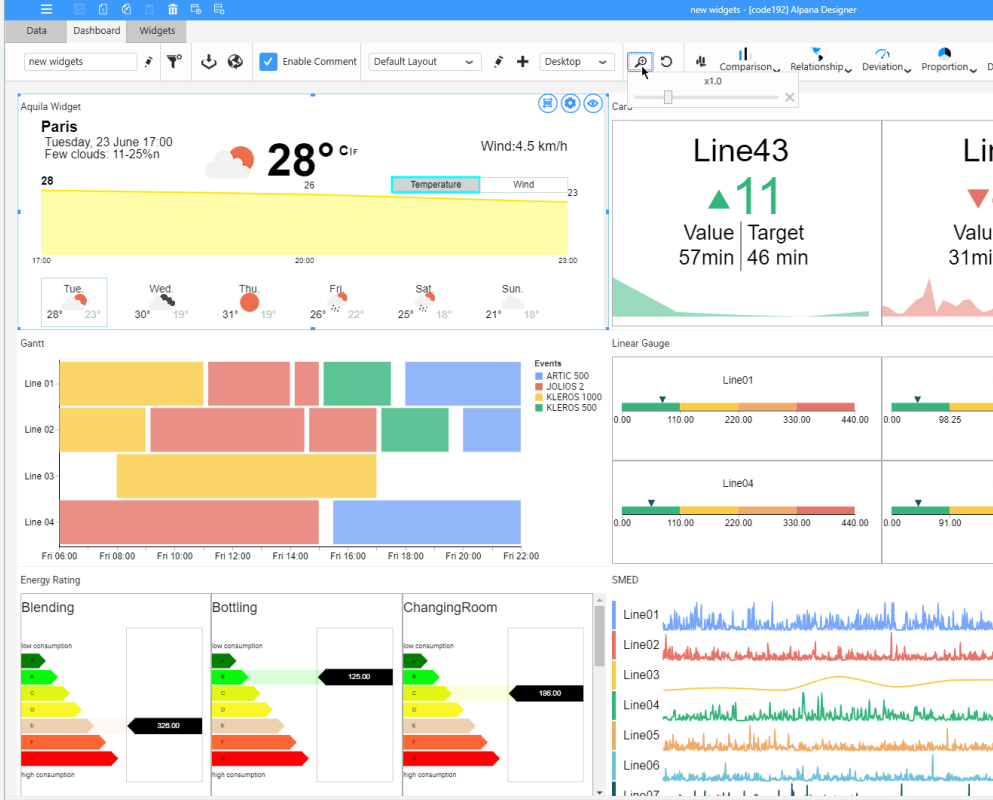 new widgets - [code192] Alpana Designer
Data Dashboard Widgets
new widgets Enable Comment Default Layout Desktop Comparison Relationship Deviation Proportion D
x1.0
Aquila Widget
Paris
Tuesday, 23 June 17:00
Few clouds: 11-25%n
28° C|F
Wind:4.5 km/h
28 26 Temperature Wind 23
17:00 20:00 23:00
Tue. Wed. Thu. Fri. Sat. Sun.
28° 23° 30° 19° 31° 19° 26° 22° 25° 18° 21° 18°
Card
Line43 Li
11
Value Target Valu
57min 46 min 31mi
Gantt
Events
ARTIC 500
JOLIOS 2
KLEROS 1000
KLEROS 500
Line 01
Line 02
Line 03
Line 04
Fri 06:00 Fri 08:00 Fri 10:00 Fri 12:00 Fri 14:00 Fri 16:00 Fri 18:00 Fri 20:00 Fri 22:00
Linear Gauge
Line01
0.00 110.00 220.00 330.00 440.00 0.00 98.25
Line04
0.00 110.00 220.00 330.00 440.00 0.00 91.00
Energy Rating
Blending Bottling ChangingRoom
low consumption low consumption low consumption
B B B
125.00
C C C
186.00
D D D
E E E
326.00
F F F
high consumption high consumption high consumption
SMED
Line01
Line02
Line03
Line04
Line05
Line06
Line07